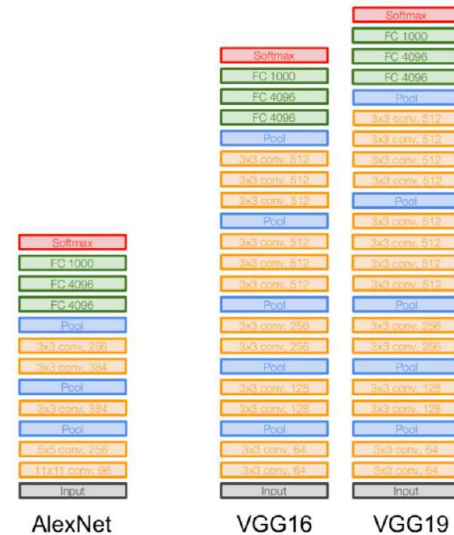 Softmax
FC 1000
FC 4096
FC 4096
Pool
3x3 conv, 256
3x3 conv, 384
Pool
3x3 conv, 384
Pool
5x5 conv, 256
11x11 conv, 96
Input
AlexNet
Softmax
FC 1000
FC 4096
FC 4096
Pool
3x3 conv, 512
3x3 conv, 512
3x3 conv, 512
Pool
3x3 conv, 512
3x3 conv, 512
3x3 conv, 512
Pool
3x3 conv, 256
3x3 conv, 256
Pool
3x3 conv, 128
3x3 conv, 128
Pool
3x3 conv, 64
3x3 conv, 64
Input
VGG16
Softmax
FC 1000
FC 4096
FC 4096
Pool
3x3 conv, 512
3x3 conv, 512
3x3 conv, 512
3x3 conv, 512
Pool
3x3 conv, 512
3x3 conv, 512
3x3 conv, 512
3x3 conv, 512
Pool
3x3 conv, 256
3x3 conv, 256
Pool
3x3 conv, 128
3x3 conv, 128
Pool
3x3 conv, 64
3x3 conv, 64
Input
VGG19